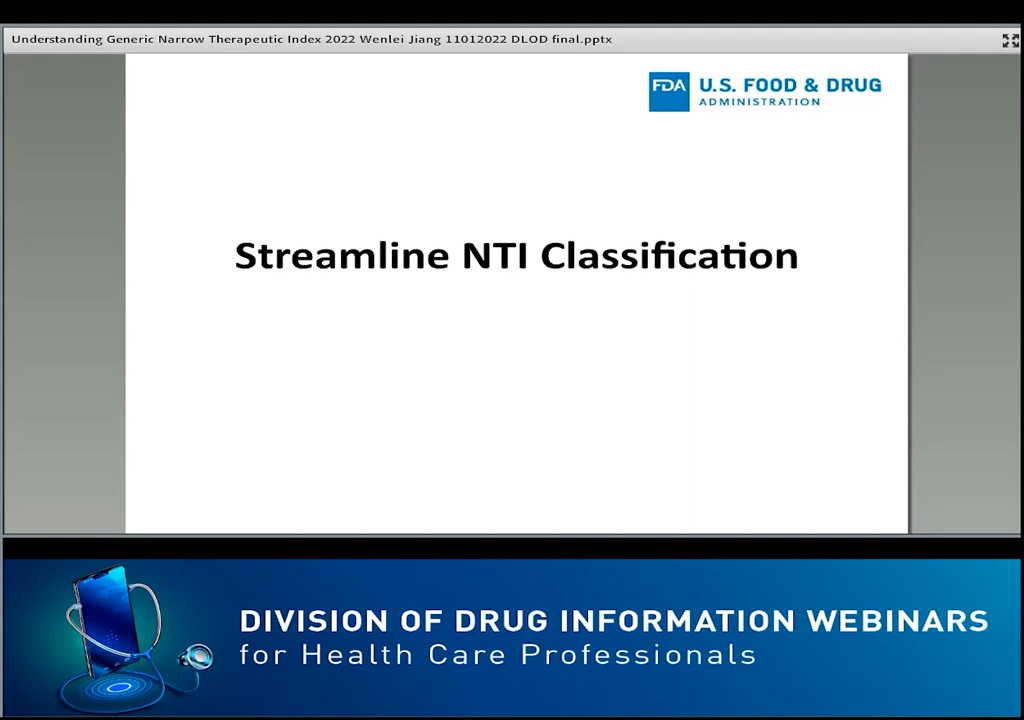 Understanding Generic Narrow Therapeutic Index 2022 Wenlei Jiang 11012022 DLOD final.pptx
FDA U.S. FOOD & DRUG
ADMINISTRATION
Streamline NTI Classification
DIVISION OF DRUG INFORMATION WEBINARS
for Health Care Professionals